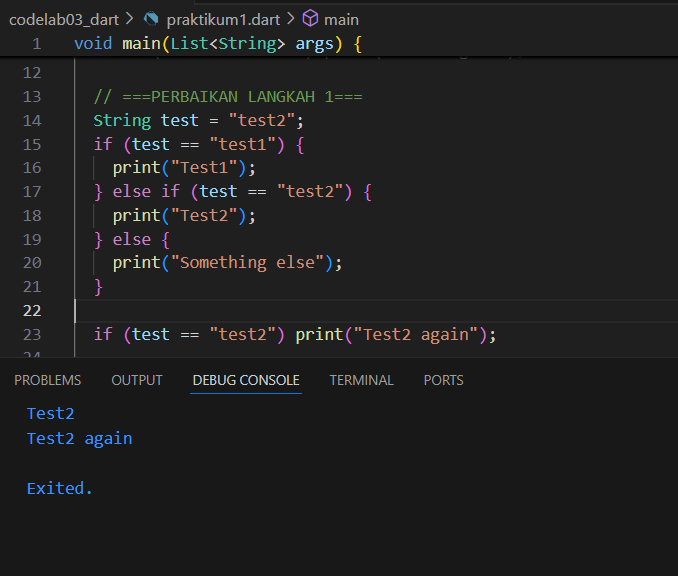 codelab03_dart > praktikum1.dart > main
1 void main(List<String> args) {
12
13 // ===PERBAIKAN LANGKAH 1===
14 String test = "test2";
15 if (test == "test1") {
16 print("Test1");
17 } else if (test == "test2") {
18 print("Test2");
19 } else {
20 print("Something else");
21 }
22
23 if (test == "test2") print("Test2 again");
24
PROBLEMS OUTPUT DEBUG CONSOLE TERMINAL PORTS
Test2
Test2 again
Exited.